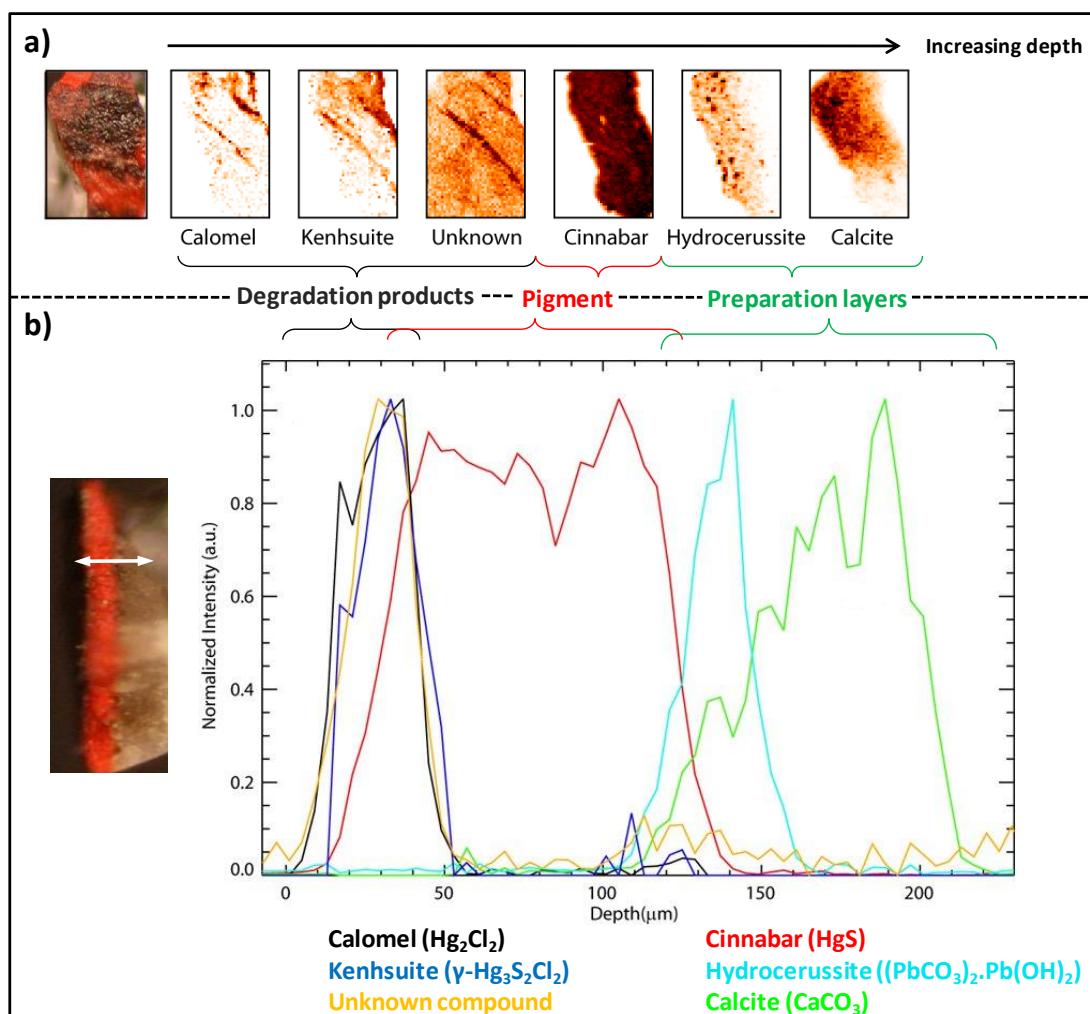 a)
Increasing depth
Calomel Kenhsuite Unknown Cinnabar Hydrocerussite Calcite
Degradation products Pigment Preparation layers
b)
Normalized Intensity (a.u.)
1.0
0.8
0.6
0.4
0.2
0.0
0 50 100 150 200
Depth(μm)
Calomel (Hg₂Cl₂) Cinnabar (HgS)
Kenhsuite (γ-Hg₃S₂Cl₂) Hydrocerussite ((PbCO₃)₂.Pb(OH)₂)
Unknown compound Calcite (CaCO₃)